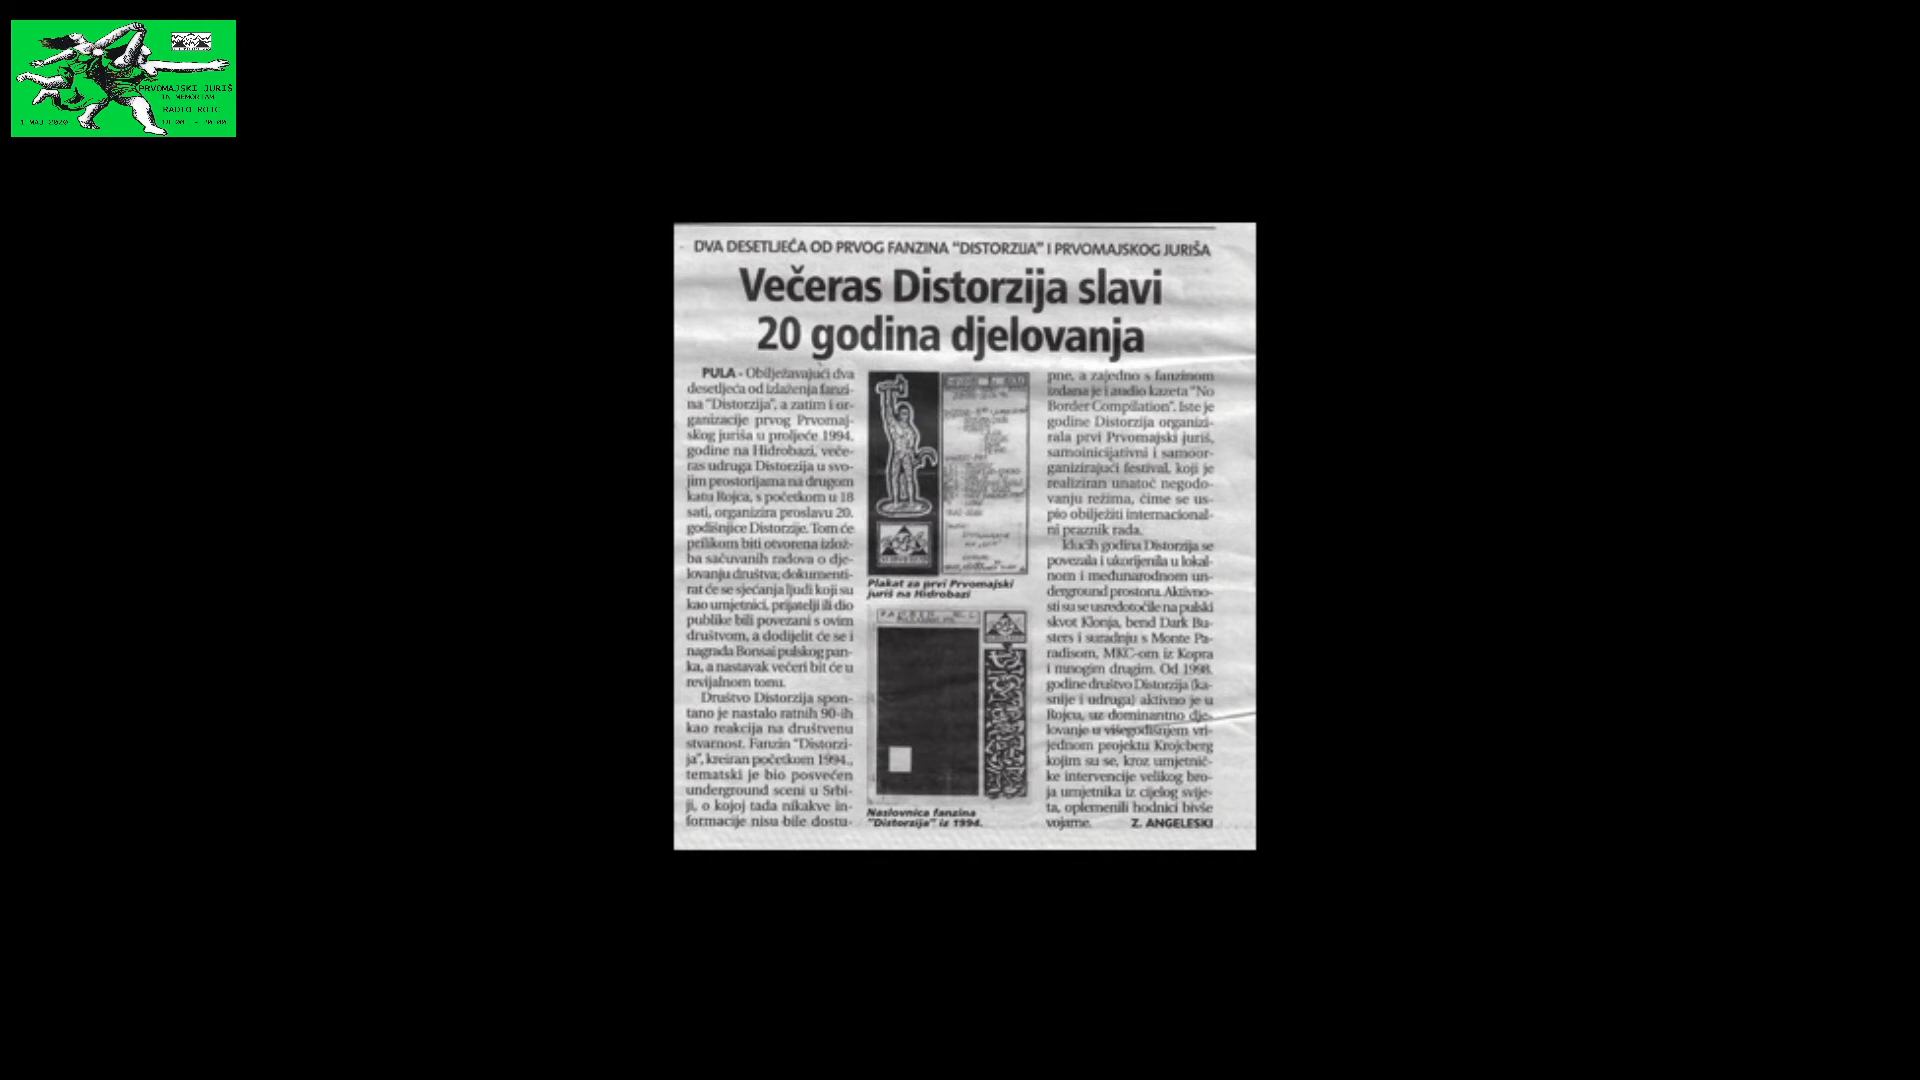 PRVOMAJSKI JURIŠ
IN MEMORIAM
RADIO ROJC
1 MAJ 2020
DVA DESETLJEĆA OD PRVOG FANZINA "DISTORZIJA" I PRVOMAJSKOG JURIŠA
Večeras Distorzija slavi
20 godina djelovanja
PULA - Obilježavajući dva
desetljeća od izlaženja fanzi-
na "Distorzija", a zatim i or-
ganizacije prvog Prvomaj-
skog juriša u proljeće 1994.
godine na Hidrobazi, veče-
ras udruga Distorzija u svo-
jim prostorijama na drugom
katu Rojca, s početkom u 18
sati, organizira proslavu 20.
godišnjice Distorzije. Tom će
prilikom biti otvorena izlož-
ba sačuvanih radova o dje-
lovanju društva; dokumenti-
rat će se sjećanja ljudi koji su
kao umjetnici, prijatelji ili dio
publike bili povezani s ovim
društvom, a dodijelit će se i
nagrada Bonsai pulskog pan-
ka, a nastavak večeri bit će u
revijalnom tonu.
Društvo Distorzija spon-
tano je nastalo ratnih 90-ih
kao reakcija na društvenu
stvarnost. Fanzin "Distorzi-
ja", kreiran početkom 1994.,
tematski je bio posvećen
underground sceni u Srbi-
ji, o kojoj tada nikakve in-
formacije nisu bile dostu-
Plakat za prvi Prvomajski
juriš na Hidrobazi
Naslovnica fanzina
"Distorzija" iz 1994.
pne, a zajedno s fanzinom
izdana je i audio kazeta "No
Border Compilation". Iste je
godine Distorzija organizi-
rala prvi Prvomajski juriš,
samoinicijativni i samoor-
ganizirajući festival, koji je
realiziran unatoč negodo-
vanju režima, čime se us-
pio obilježiti internacional-
ni praznik rada.
Idućih godina Distorzija se
povezala i ukorijenila u lokal-
nom i međunarodnom un-
derground prostoru. Aktivno-
sti su se usredotočile na pulski
skvot Klonja, bend Dark Bu-
sters i suradnju s Monte Pa-
radisom, MKC-om iz Kopra
i mnogim drugim. Od 1998.
godine društvo Distorzija (ka-
snije i udruga) aktivno je u
Rojcu, uz dominantno dje-
lovanje u višegodišnjem vri-
jednom projektu Krojcberg
kojim su se, kroz umjetnič-
ke intervencije velikog bro-
ja umjetnika iz cijelog svije-
ta, oplemenili hodnici bivše
vojarne. Z. ANGELESKI